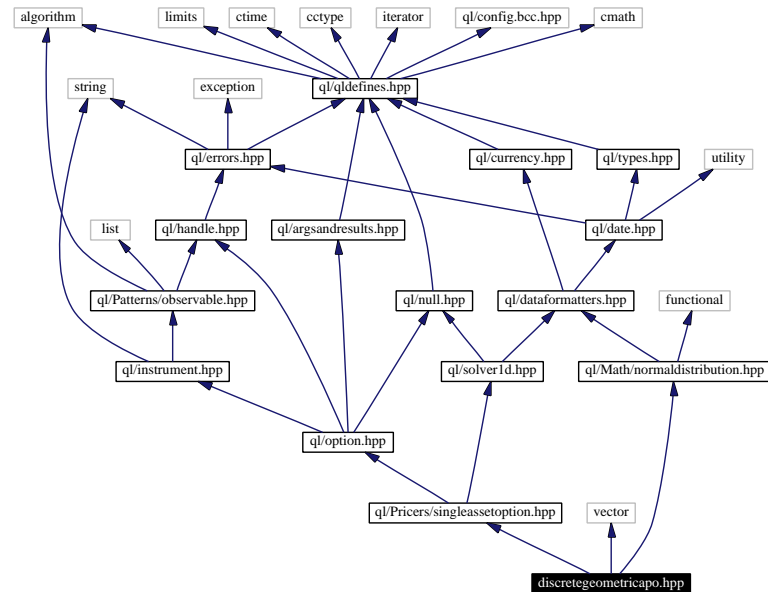 algorithm
limits
ctime
cctype
iterator
ql/config.bcc.hpp
cmath
string
exception
ql/qldefines.hpp
ql/errors.hpp
ql/currency.hpp
ql/types.hpp
utility
list
ql/handle.hpp
ql/argsandresults.hpp
ql/date.hpp
ql/Patterns/observable.hpp
ql/null.hpp
ql/dataformatters.hpp
functional
ql/instrument.hpp
ql/solver1d.hpp
ql/Math/normaldistribution.hpp
ql/option.hpp
ql/Pricers/singleassetoption.hpp
vector
discretegeometricapo.hpp